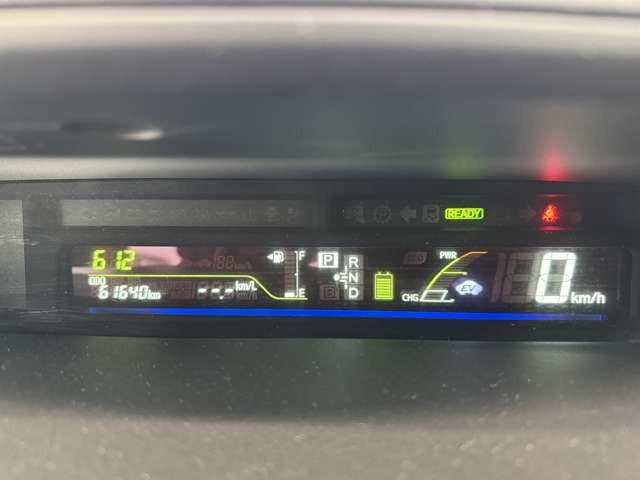 READY
6:12
F
P
R
PWR
ODO
61640km
--.- km/L
N
EV
0 km/h
E
B
D
CHG